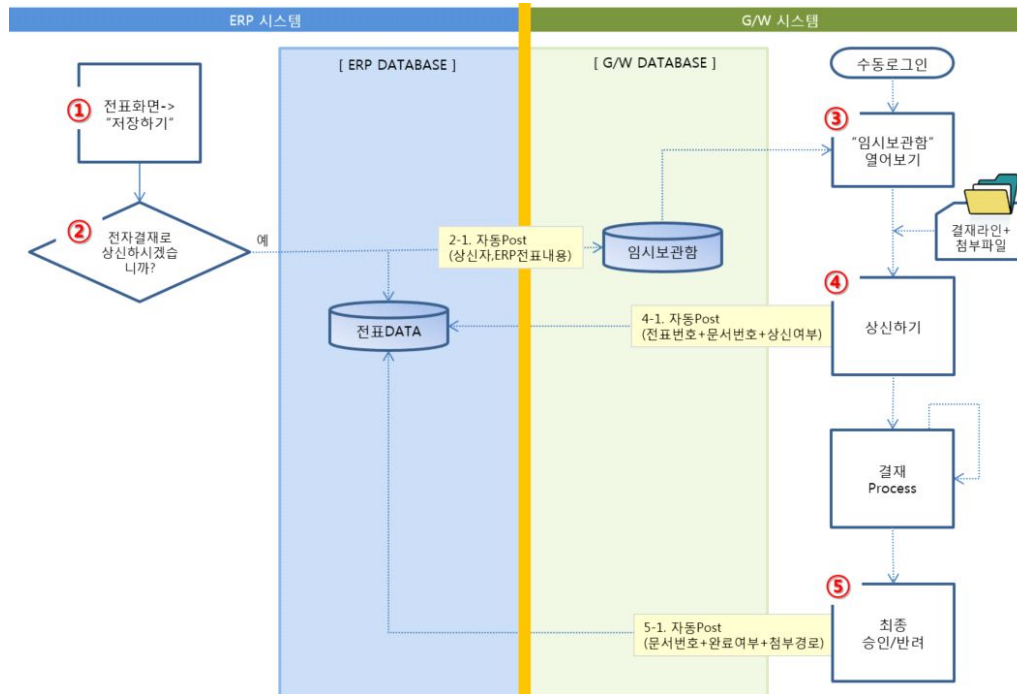 ERP 시스템
G/W 시스템
[ ERP DATABASE ]
[ G/W DATABASE ]
수동로그인
①
전표화면->
"저장하기"
③
"임시보관함"
열어보기
②
전자결재로
상신하시겠습
니까?
예
2-1. 자동Post
(상신자,ERP전표내용)
임시보관함
결재라인+
첨부파일
④
전표DATA
4-1. 자동Post
(전표번호+문서번호+상신여부)
상신하기
결재
Process
⑤
5-1. 자동Post
(문서번호+완료여부+첨부경로)
최종
승인/반려